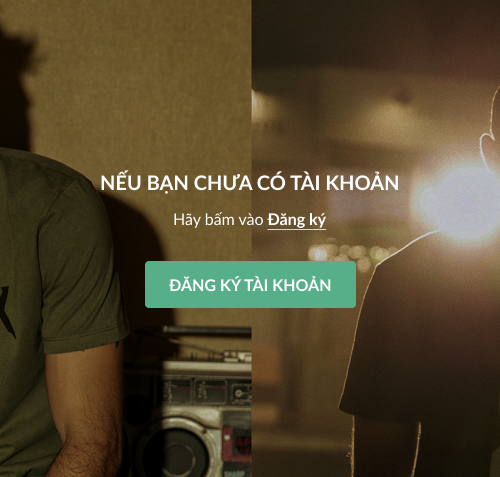 NẾU BẠN CHƯA CÓ TÀI KHOẢN
Hãy bấm vào Đăng ký
ĐĂNG KÝ TÀI KHOẢN